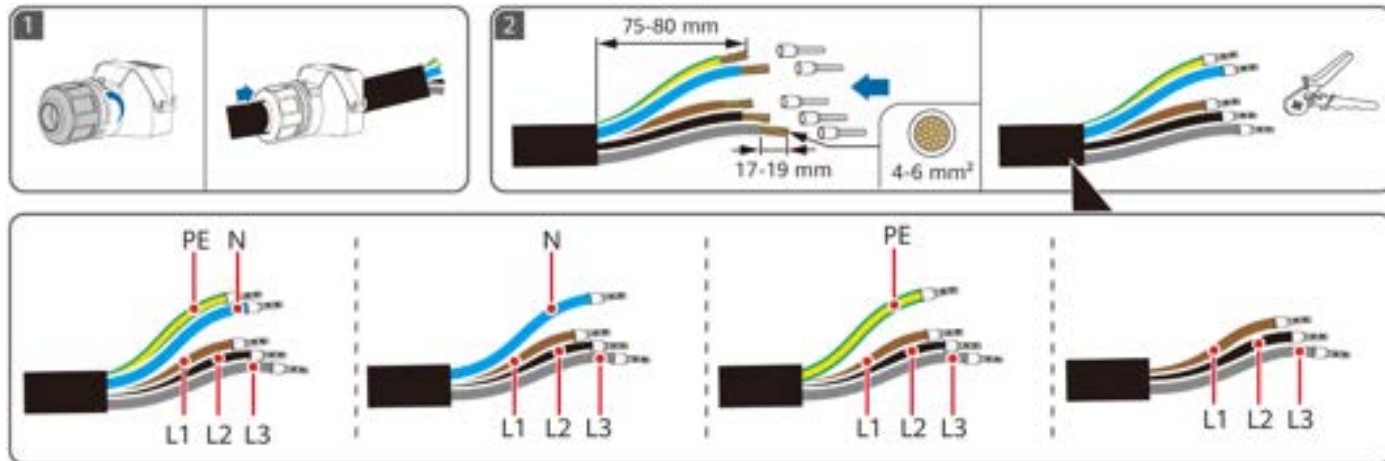 1
2
75-80 mm
17-19 mm
4-6 mm²
PE N
L1 L2 L3
N
L1 L2 L3
PE
L1 L2 L3
L1 L2 L3